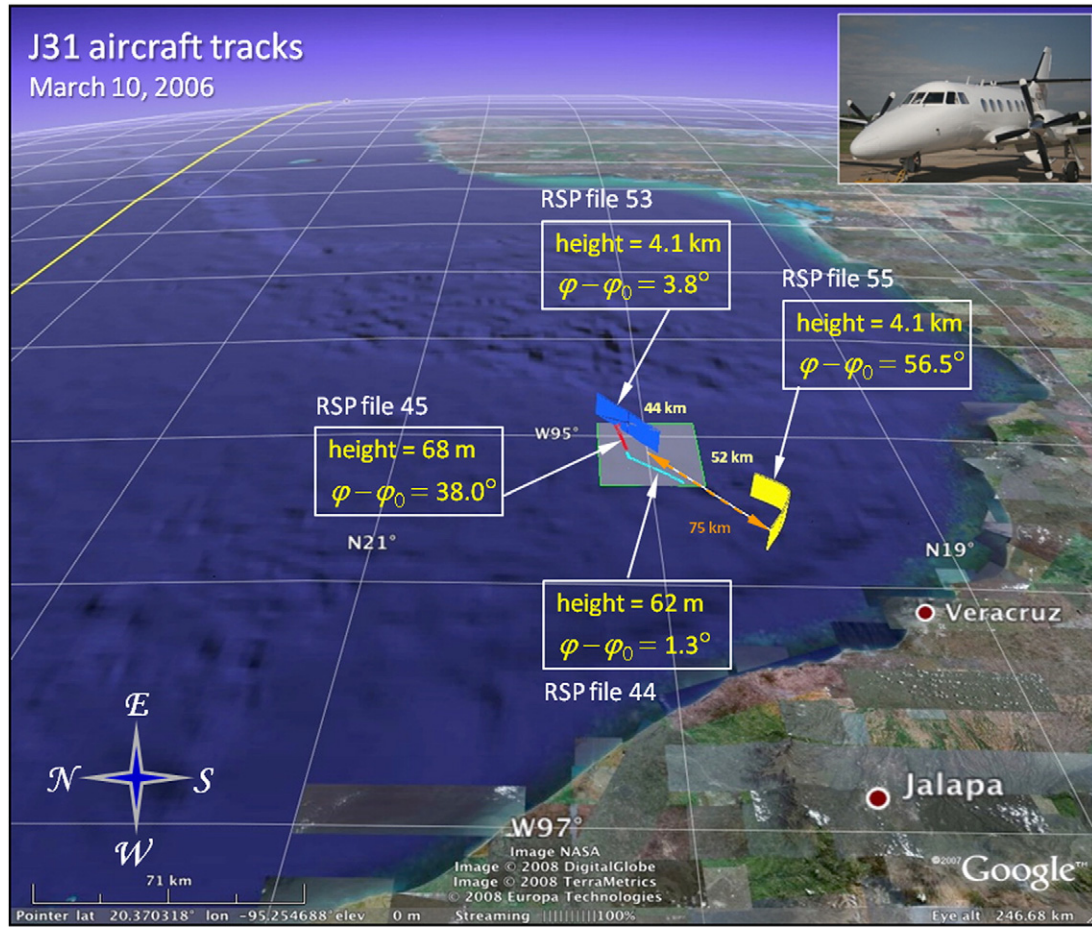 J31 aircraft tracks
March 10, 2006
RSP file 53
height = 4.1 km
φ − φ₀ = 3.8°
RSP file 55
height = 4.1 km
φ − φ₀ = 56.5°
RSP file 45
height = 68 m
φ − φ₀ = 38.0°
44 km
W95°
52 km
75 km
N21°
N19°
height = 62 m
φ − φ₀ = 1.3°
RSP file 44
Veracruz
E
N S
W
Jalapa
W97°
Image NASA
Image © 2008 DigitalGlobe
Image © 2008 TerraMetrics
© 2008 Europa Technologies
©2007 Google™
71 km
Pointer lat 20.370318° lon -95.254688° elev 0 m Streaming ||||||||||100% Eye alt 246.68 km